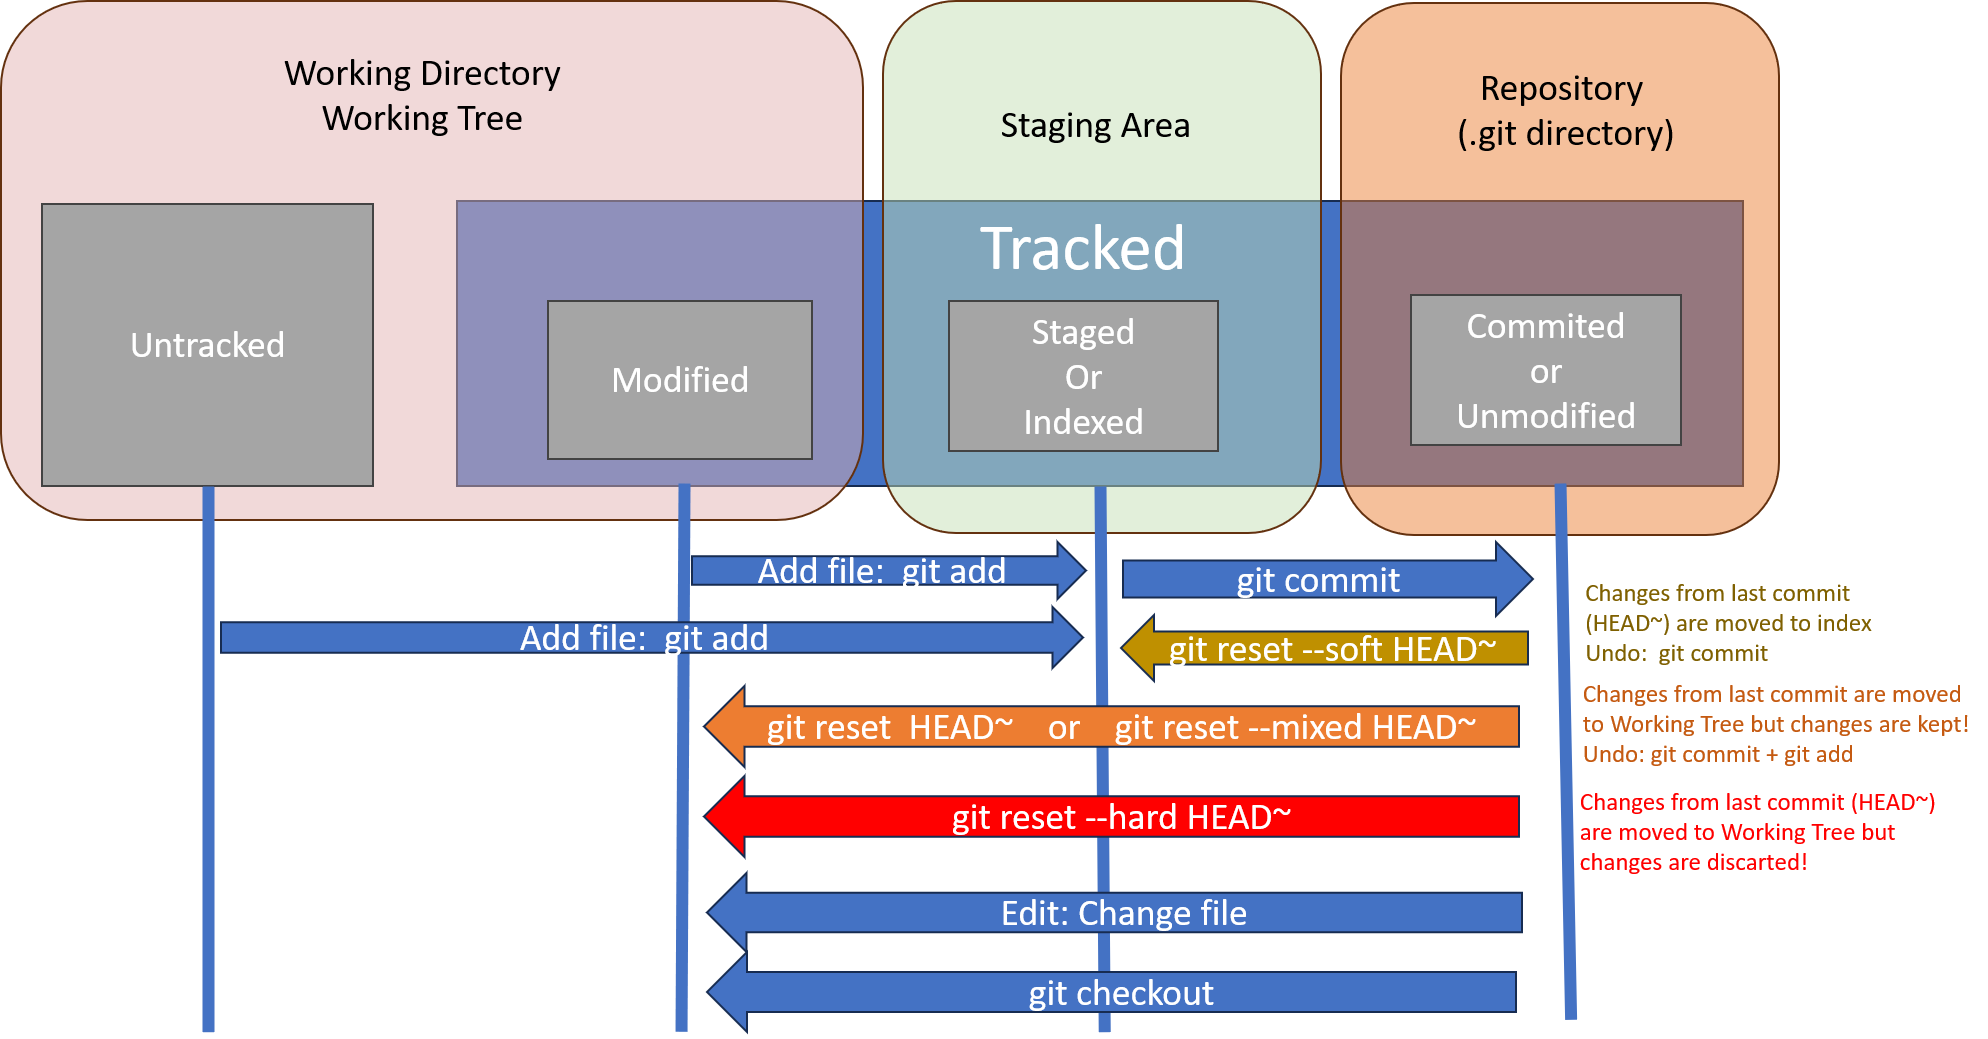 Working Directory
Working Tree
Staging Area
Repository
(.git directory)
Tracked
Untracked
Modified
Staged
Or
Indexed
Commited
or
Unmodified
Add file:  git add
git commit
Add file:  git add
git reset --soft HEAD~
Changes from last commit
(HEAD~) are moved to index
Undo:  git commit
git reset  HEAD~    or    git reset --mixed HEAD~
Changes from last commit are moved
to Working Tree but changes are kept!
Undo: git commit + git add
git reset --hard HEAD~
Changes from last commit (HEAD~)
are moved to Working Tree but
changes are discarted!
Edit: Change file
git checkout